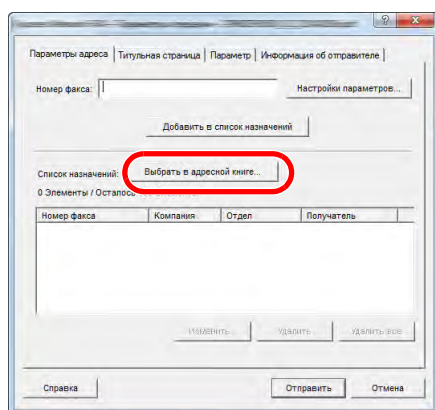 Параметры адреса Титульная страница Параметр Информация об отправителе
Номер факса: Настройки параметров...
Добавить в список назначений
Список назначений: Выбрать в адресной книге...
0 Элементы / Осталось
Номер факса Компания Отдел Получатель
Изменить... Удалить... Удалить все
Справка Отправить Отмена